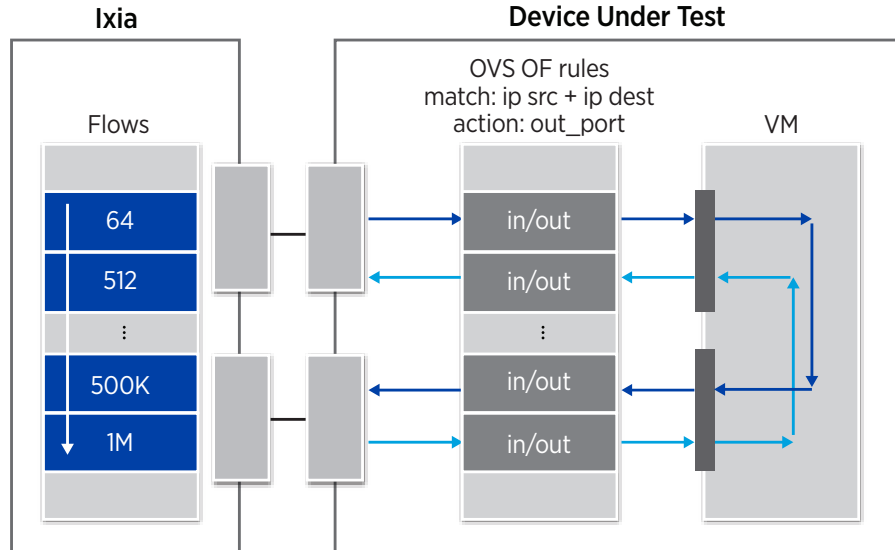 Ixia
Device Under Test
OVS OF rules
match: ip src + ip dest
action: out_port
Flows
VM
64
in/out
512
in/out
⋮
⋮
500K
in/out
1M
in/out